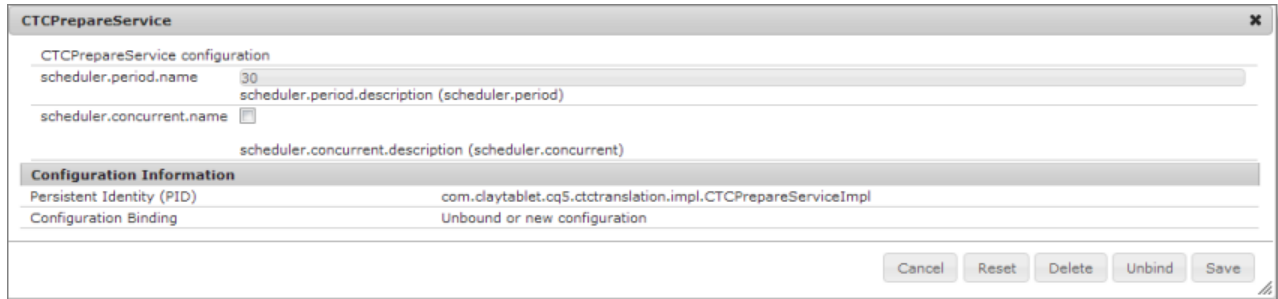 CTCPrepareService
CTCPrepareService configuration
scheduler.period.name 30
scheduler.period.description (scheduler.period)
scheduler.concurrent.name
scheduler.concurrent.description (scheduler.concurrent)
Configuration Information
Persistent Identity (PID) com.claytablet.cq5.ctctranslation.impl.CTCPrepareServiceImpl
Configuration Binding Unbound or new configuration
Cancel Reset Delete Unbind Save